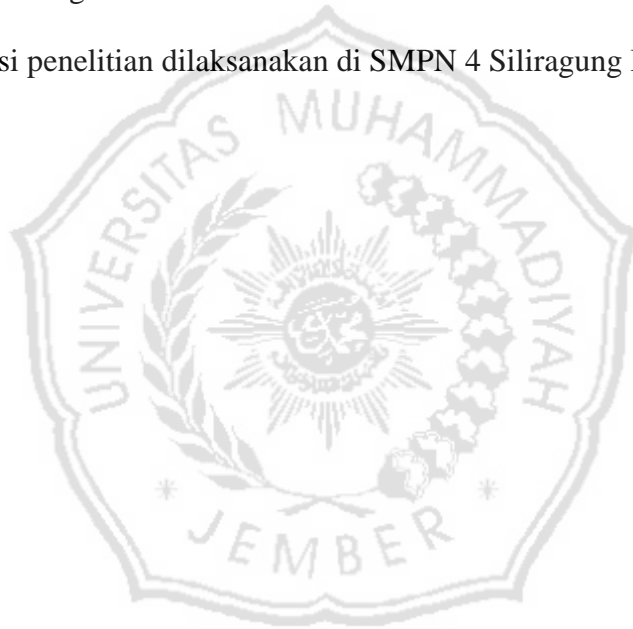 si penelitian dilaksanakan di SMPN 4 Siliragung
UNIVERSITAS MUHAMMADIYAH
JEMBER